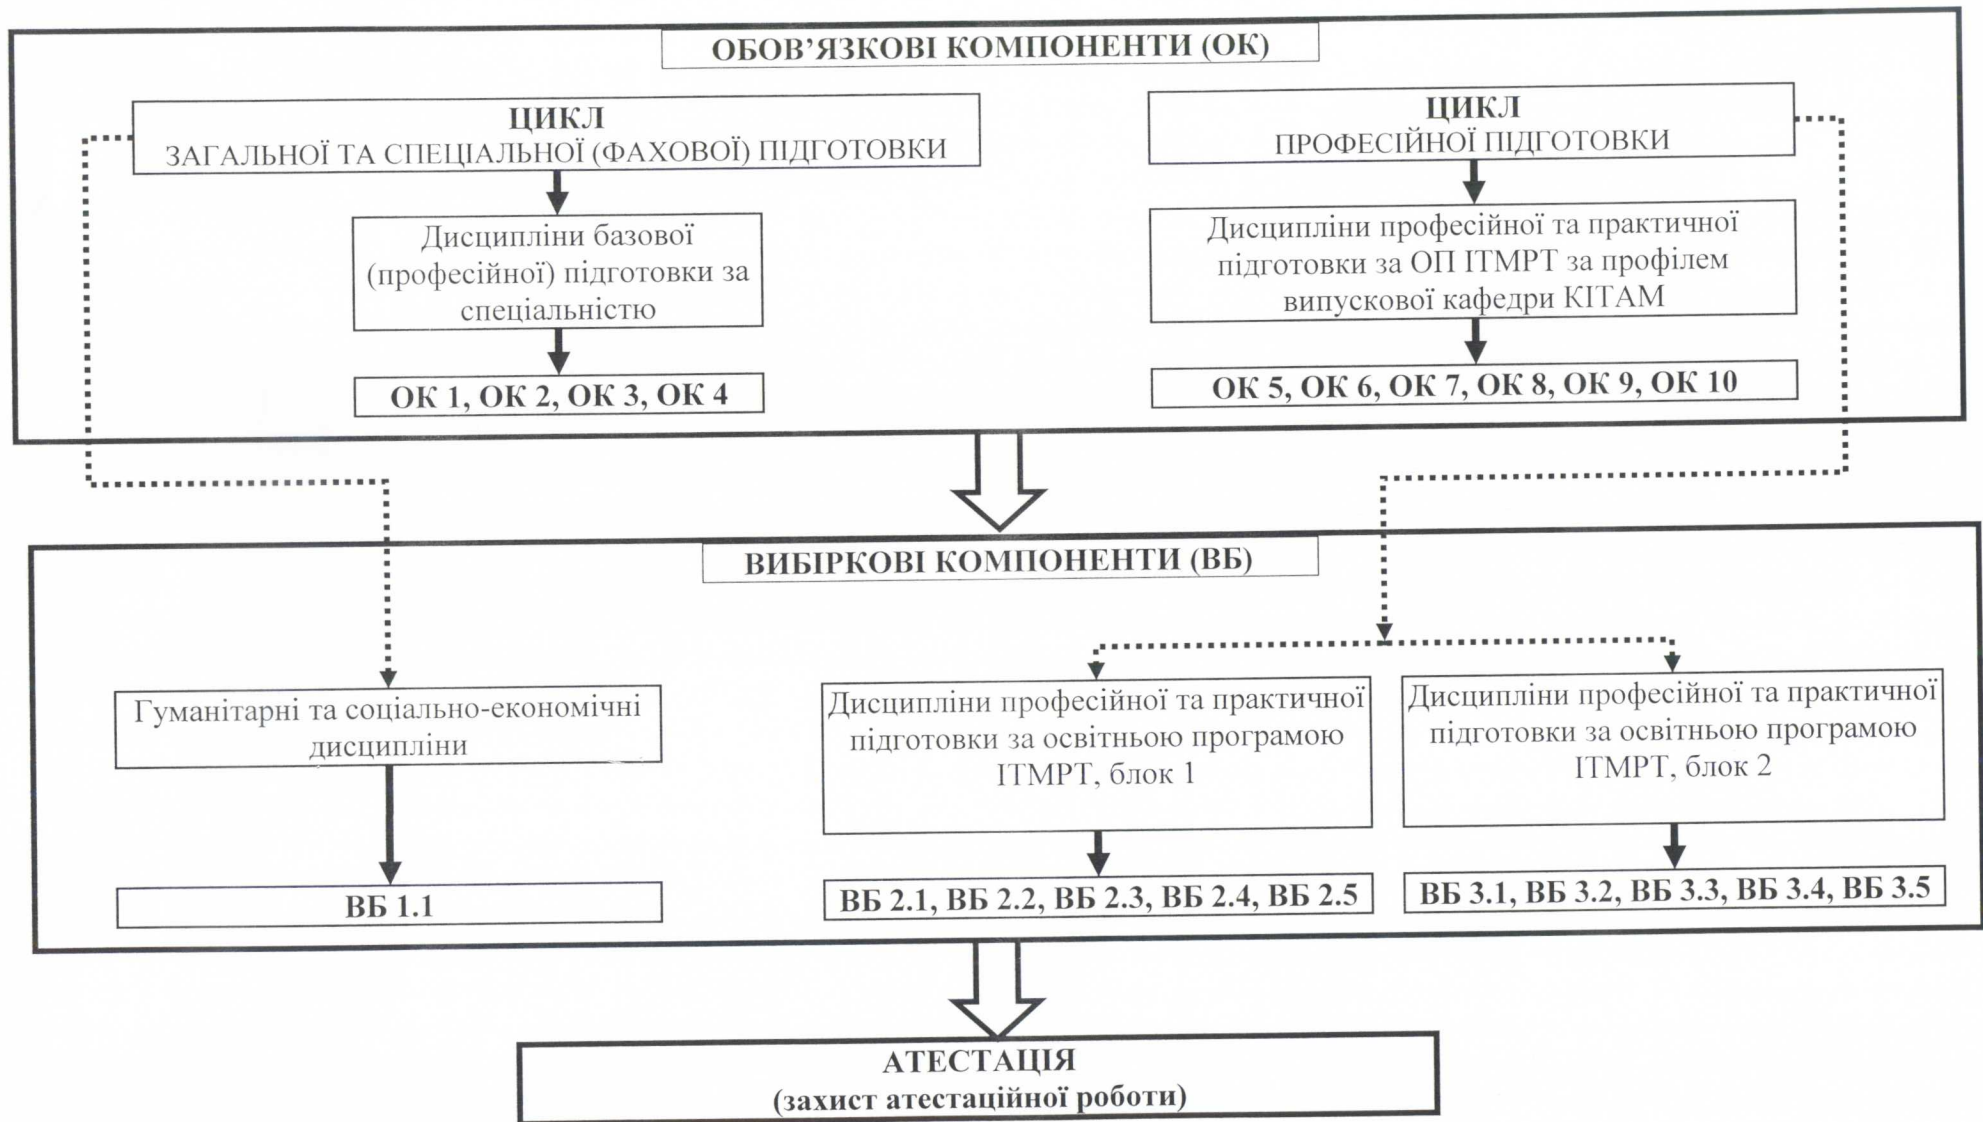 ОБОВ’ЯЗКОВІ КОМПОНЕНТИ (ОК)
ЦИКЛ
ЗАГАЛЬНОЇ ТА СПЕЦІАЛЬНОЇ (ФАХОВОЇ) ПІДГОТОВКИ
Дисципліни базової
(професійної) підготовки за
спеціальністю
ОК 1, ОК 2, ОК 3, ОК 4
ЦИКЛ
ПРОФЕСІЙНОЇ ПІДГОТОВКИ
Дисципліни професійної та практичної
підготовки за ОП ІТМРТ за профілем
випускової кафедри КІТАМ
ОК 5, ОК 6, ОК 7, ОК 8, ОК 9, ОК 10
ВИБІРКОВІ КОМПОНЕНТИ (ВБ)
Гуманітарні та соціально-економічні
дисципліни
ВБ 1.1
Дисципліни професійної та практичної
підготовки за освітньою програмою
ІТМРТ, блок 1
ВБ 2.1, ВБ 2.2, ВБ 2.3, ВБ 2.4, ВБ 2.5
Дисципліни професійної та практичної
підготовки за освітньою програмою
ІТМРТ, блок 2
ВБ 3.1, ВБ 3.2, ВБ 3.3, ВБ 3.4, ВБ 3.5
АТЕСТАЦІЯ
(захист атестаційної роботи)